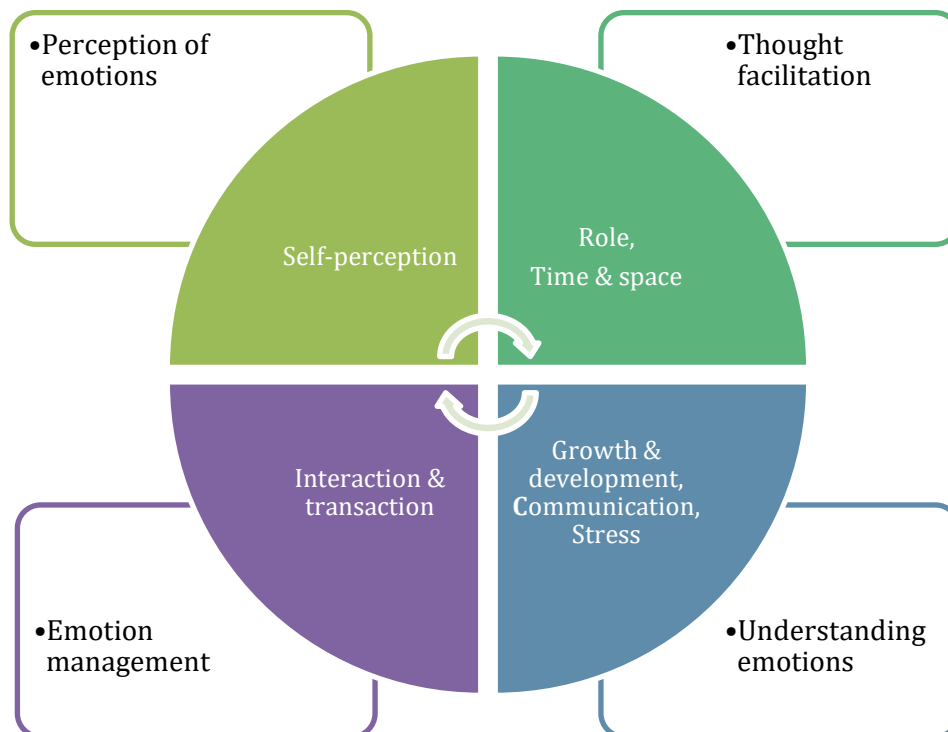 •Perception of
emotions
•Thought
facilitation
Self-perception
Role,
Time & space
Interaction &
transaction
Growth &
development,
Communication,
Stress
•Emotion
management
•Understanding
emotions